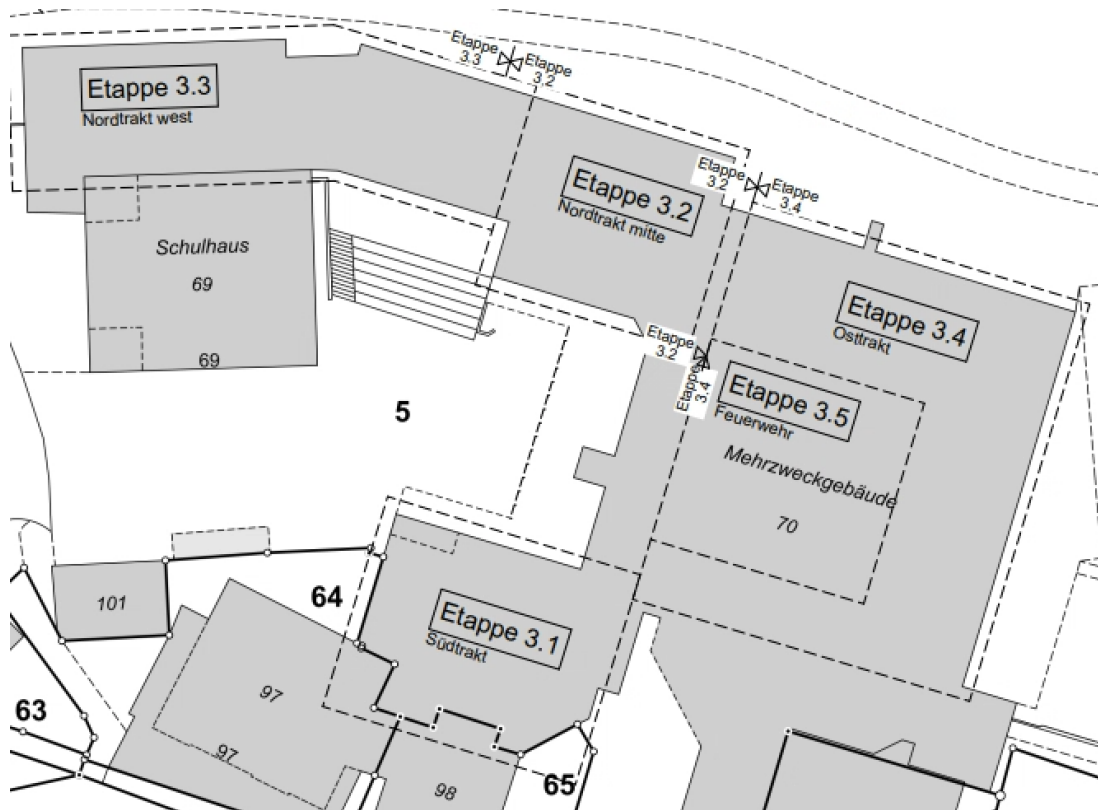 Etappe
3.3
Etappe
3.2
Etappe 3.3
Nordtrakt west
Etappe
3.2
Etappe
3.4
Etappe 3.2
Nordtrakt mitte
Schulhaus
69
69
Etappe 3.4
Osttrakt
Etappe
3.2
Etappe
3.4
Etappe 3.5
Feuerwehr
5
Mehrzweckgebäude
70
101
64
Etappe 3.1
Südtrakt
63
97
97
98
65